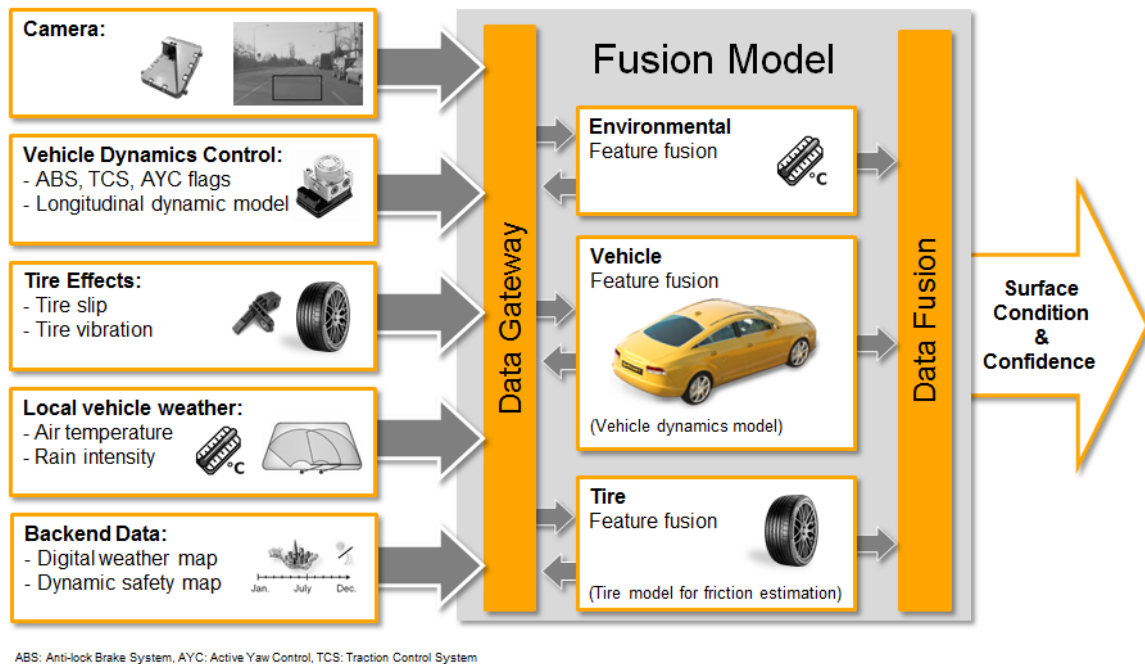 Camera:
Vehicle Dynamics Control:
- ABS, TCS, AYC flags
- Longitudinal dynamic model
Tire Effects:
- Tire slip
- Tire vibration
Local vehicle weather:
- Air temperature
- Rain intensity
°C
Backend Data:
- Digital weather map
- Dynamic safety map
Jan. July Dec.
Data Gateway
Fusion Model
Environmental
Feature fusion
°C
Vehicle
Feature fusion
(Vehicle dynamics model)
Tire
Feature fusion
(Tire model for friction estimation)
Data Fusion
Surface
Condition
&
Confidence
ABS: Anti-lock Brake System, AYC: Active Yaw Control, TCS: Traction Control System